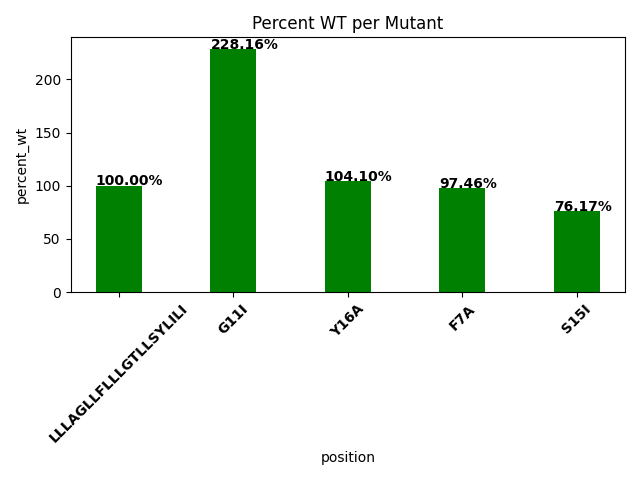 Percent WT per Mutant
percent_wt
200
150
100
50
0
100.00%
228.16%
104.10%
97.46%
76.17%
LLLAGLLFLLLGTLLSYLILI
G11I
Y16A
F7A
S15I
position